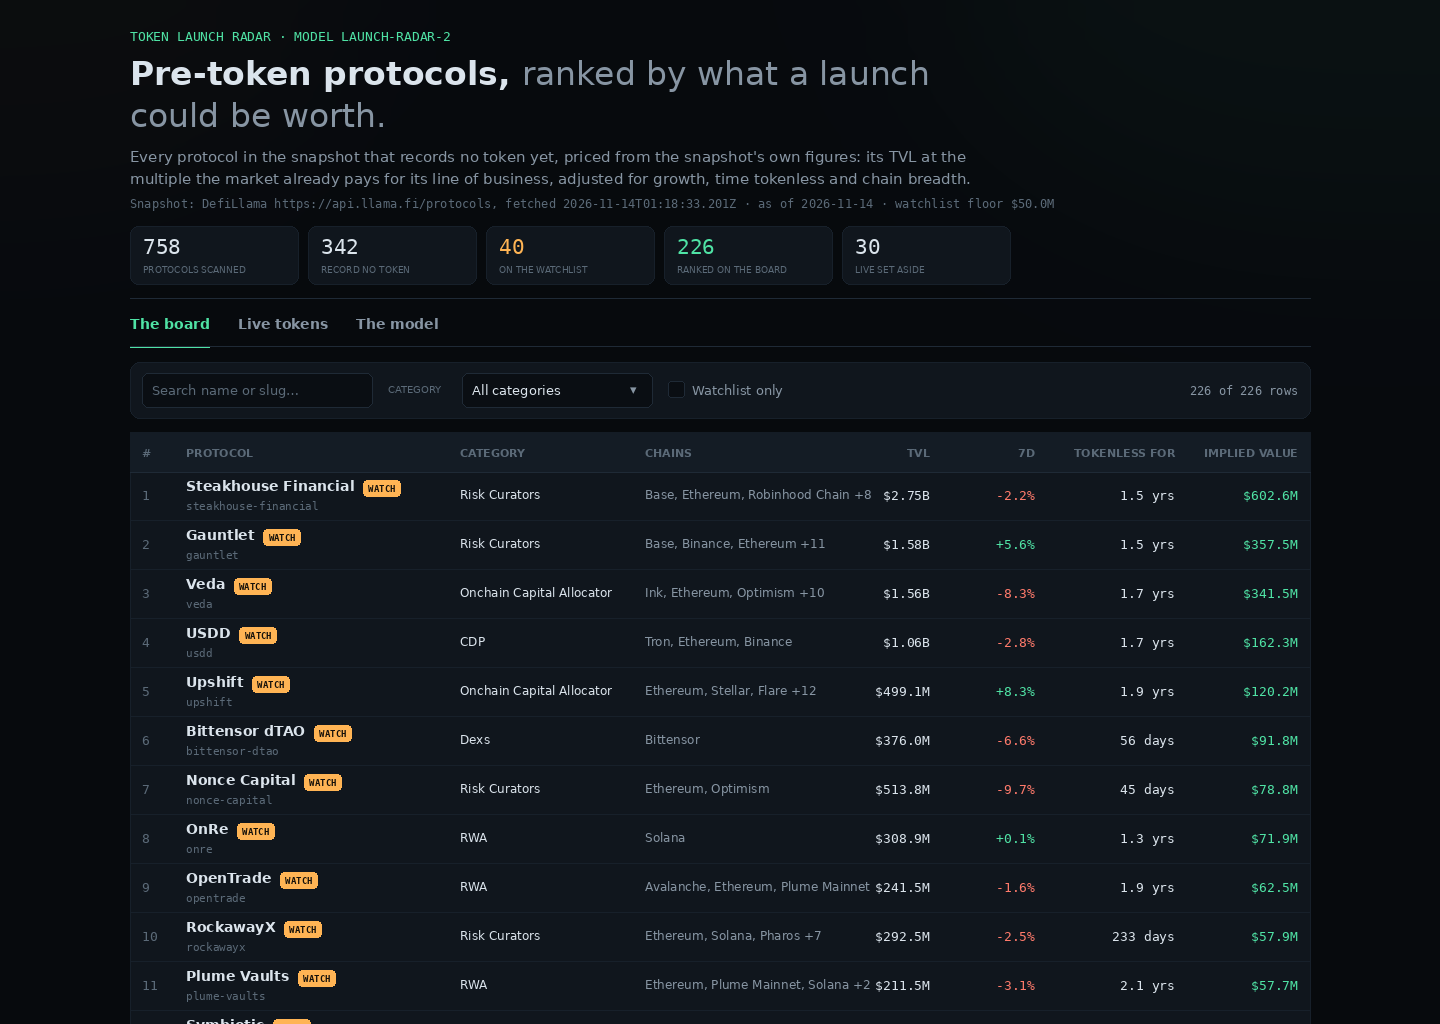 TOKEN LAUNCH RADAR · MODEL LAUNCH-RADAR-2
Pre-token protocols, ranked by what a launch
could be worth.
Every protocol in the snapshot that records no token yet, priced from the snapshot's own figures: its TVL at the
multiple the market already pays for its line of business, adjusted for growth, time tokenless and chain breadth.
Snapshot: DefiLlama https://api.llama.fi/protocols, fetched 2026-11-14T01:18:33.201Z · as of 2026-11-14 · watchlist floor $50.0M
758 342 40 226 30
PROTOCOLS SCANNED RECORD NO TOKEN ON THE WATCHLIST RANKED ON THE BOARD LIVE SET ASIDE
The board Live tokens The model
Search name or slug... CATEGORY All categories ▼ Watchlist only 226 of 226 rows
# PROTOCOL CATEGORY CHAINS TVL 7D TOKENLESS FOR IMPLIED VALUE
1 Steakhouse Financial WATCH Risk Curators Base, Ethereum, Robinhood Chain +8 $2.75B -2.2% 1.5 yrs $602.6M
steakhouse-financial
2 Gauntlet WATCH Risk Curators Base, Binance, Ethereum +11 $1.58B +5.6% 1.5 yrs $357.5M
gauntlet
3 Veda WATCH Onchain Capital Allocator Ink, Ethereum, Optimism +10 $1.56B -8.3% 1.7 yrs $341.5M
veda
4 USDD WATCH CDP Tron, Ethereum, Binance $1.06B -2.8% 1.7 yrs $162.3M
usdd
5 Upshift WATCH Onchain Capital Allocator Ethereum, Stellar, Flare +12 $499.1M +8.3% 1.9 yrs $120.2M
upshift
6 Bittensor dTAO WATCH Dexs Bittensor $376.0M -6.6% 56 days $91.8M
bittensor-dtao
7 Nonce Capital WATCH Risk Curators Ethereum, Optimism $513.8M -9.7% 45 days $78.8M
nonce-capital
8 OnRe WATCH RWA Solana $308.9M +0.1% 1.3 yrs $71.9M
onre
9 OpenTrade WATCH RWA Avalanche, Ethereum, Plume Mainnet $241.5M -1.6% 1.9 yrs $62.5M
opentrade
10 RockawayX WATCH Risk Curators Ethereum, Solana, Pharos +7 $292.5M -2.5% 233 days $57.9M
rockawayx
11 Plume Vaults WATCH RWA Ethereum, Plume Mainnet, Solana +2 $211.5M -3.1% 2.1 yrs $57.7M
plume-vaults
Symbiotic